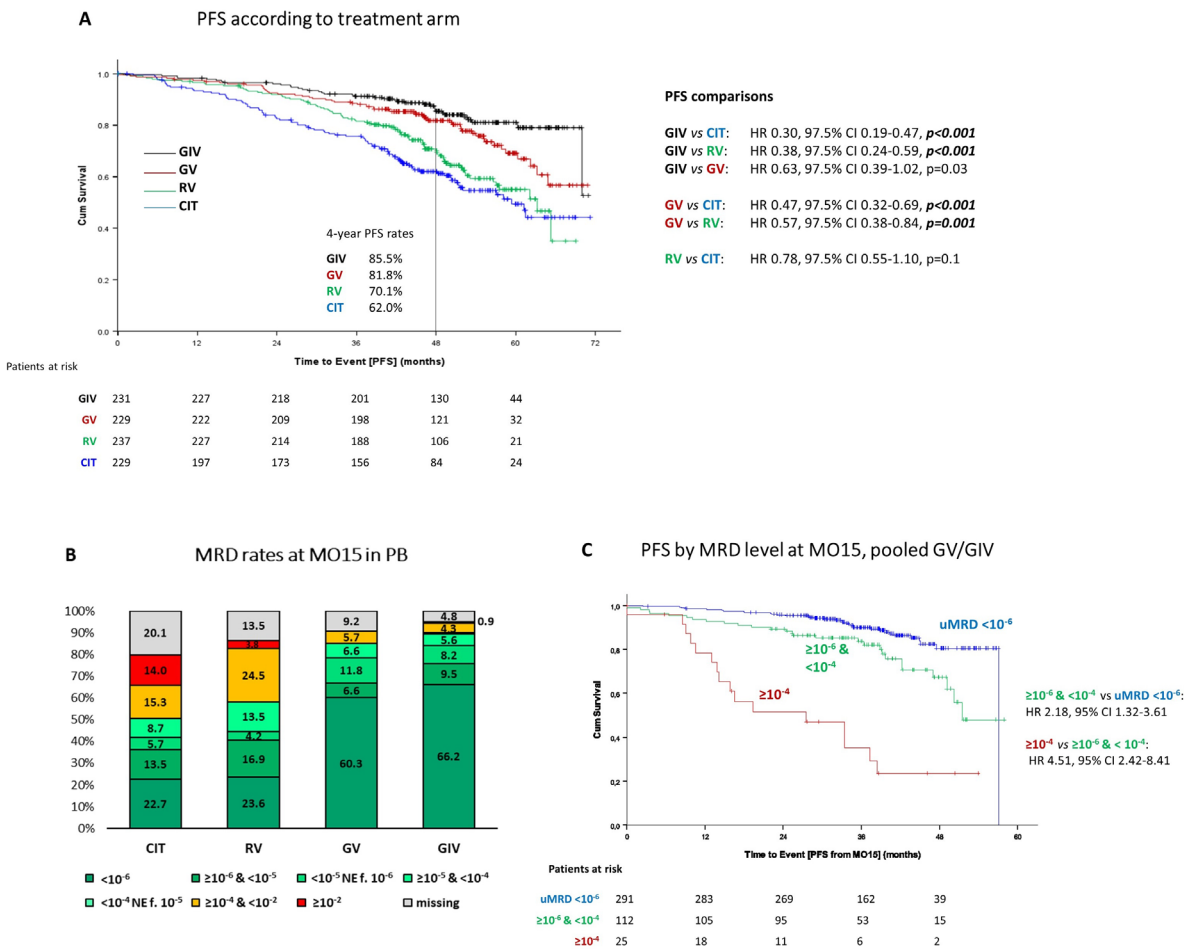 A
PFS according to treatment arm
1.0
0.8
0.6
0.4
0.2
0.0
Cum Survival
GIV
GV
RV
CIT
4-year PFS rates
GIV 85.5%
GV 81.8%
RV 70.1%
CIT 62.0%
0 12 24 36 48 60 72
Time to Event [PFS] (months)
Patients at risk
GIV 231 227 218 201 130 44
GV 229 222 209 198 121 32
RV 237 227 214 188 106 21
CIT 229 197 173 156 84 24
PFS comparisons
GIV vs CIT: HR 0.30, 97.5% CI 0.19-0.47, p<0.001
GIV vs RV: HR 0.38, 97.5% CI 0.24-0.59, p<0.001
GIV vs GV: HR 0.63, 97.5% CI 0.39-1.02, p=0.03
GV vs CIT: HR 0.47, 97.5% CI 0.32-0.69, p<0.001
GV vs RV: HR 0.57, 97.5% CI 0.38-0.84, p=0.001
RV vs CIT: HR 0.78, 97.5% CI 0.55-1.10, p=0.1
B
MRD rates at MO15 in PB
100%
90%
80%
70%
60%
50%
40%
30%
20%
10%
0%
20.1
14.0
15.3
8.7
5.7
13.5
22.7
13.5
3.8
24.5
13.5
4.2
16.9
23.6
9.2
5.7
6.6
11.8
6.6
60.3
4.8
0.9
4.3
5.6
8.2
9.5
66.2
CIT RV GV GIV
<10⁻⁶ ≥10⁻⁶ & <10⁻⁵ <10⁻⁵ NE f. 10⁻⁶ ≥10⁻⁵ & <10⁻⁴
<10⁻⁴ NE f. 10⁻⁵ ≥10⁻⁴ & <10⁻² ≥10⁻² missing
C
PFS by MRD level at MO15, pooled GV/GIV
1,0
0,8
0,6
0,4
0,2
0,0
Cum Survival
uMRD <10⁻⁶
≥10⁻⁶ &
<10⁻⁴
≥10⁻⁴
0 12 24 36 48 60
Time to Event [PFS from MO15] (months)
≥10⁻⁶ & <10⁻⁴ vs uMRD <10⁻⁶:
HR 2.18, 95% CI 1.32-3.61
≥10⁻⁴ vs ≥10⁻⁶ & < 10⁻⁴:
HR 4.51, 95% CI 2.42-8.41
Patients at risk
uMRD <10⁻⁶ 291 283 269 162 39
≥10⁻⁶ & <10⁻⁴ 112 105 95 53 15
≥10⁻⁴ 25 18 11 6 2